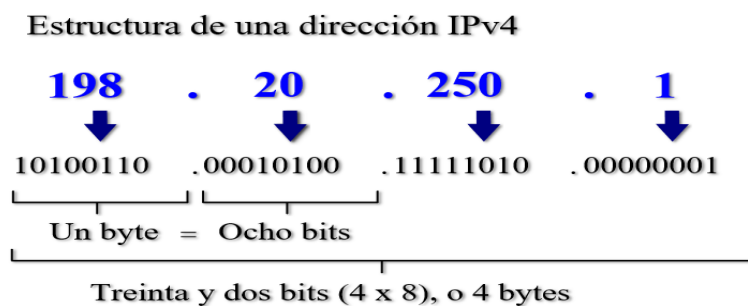 Estructura de una dirección IPv4
198 . 20 . 250 . 1
10100110 .00010100 .11111010 .00000001
Un byte = Ocho bits
Treinta y dos bits (4 x 8), o 4 bytes